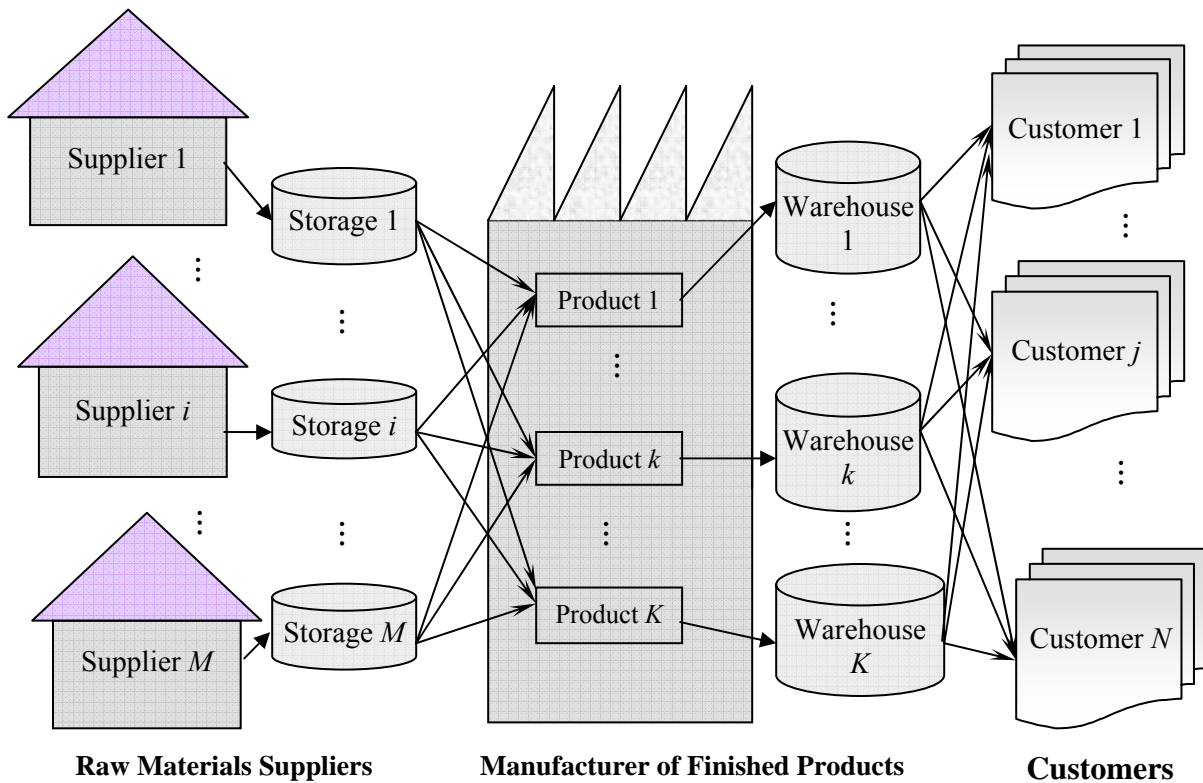 Supplier 1
Storage 1
Supplier i
Storage i
Supplier M
Storage M
Product 1
Product k
Product K
Warehouse
1
Warehouse
k
Warehouse
K
Customer 1
Customer j
Customer N
Raw Materials Suppliers
Manufacturer of Finished Products
Customers